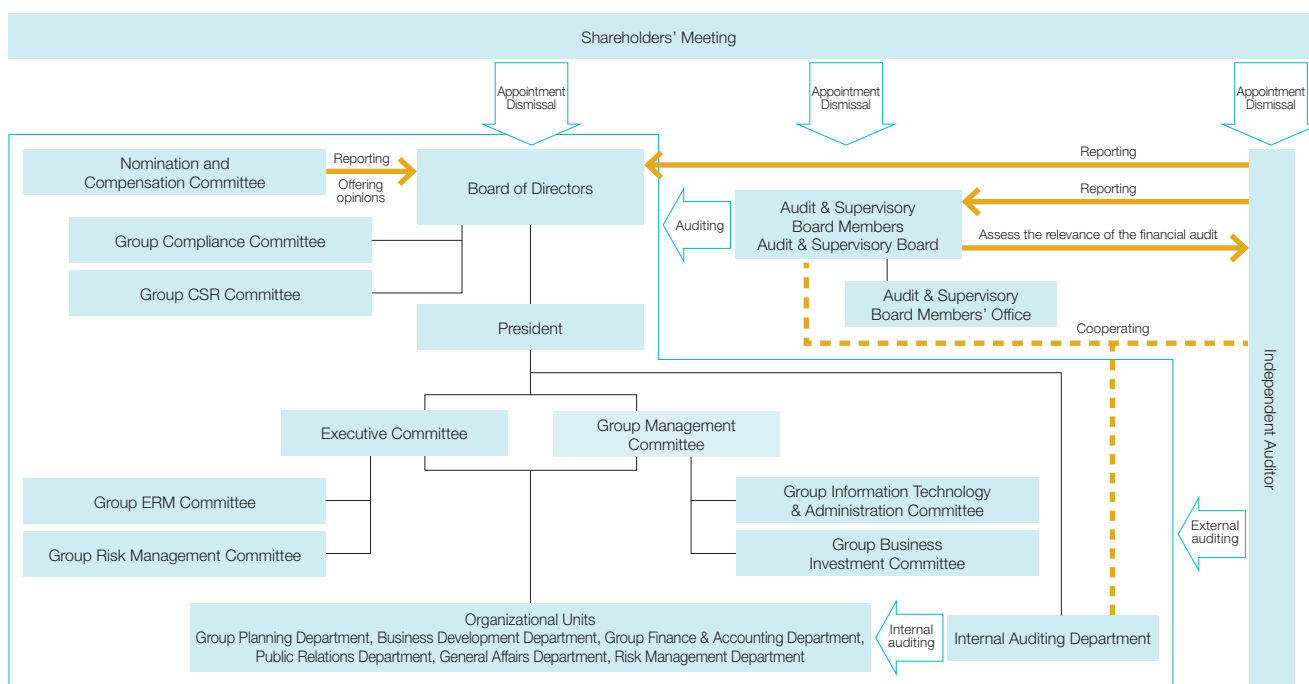 Shareholders' Meeting
Appointment
Dismissal
Appointment
Dismissal
Appointment
Dismissal
Nomination and
Compensation Committee
Reporting
Offering
opinions
Board of Directors
Reporting
Reporting
Auditing
Audit & Supervisory
Board Members
Audit & Supervisory Board
Assess the relevance of the financial audit
Group Compliance Committee
Group CSR Committee
Audit & Supervisory
Board Members' Office
President
Cooperating
Independent Auditor
Executive Committee
Group Management
Committee
Group ERM Committee
Group Risk Management Committee
Group Information Technology
& Administration Committee
Group Business
Investment Committee
External
auditing
Organizational Units
Group Planning Department, Business Development Department, Group Finance & Accounting Department,
Public Relations Department, General Affairs Department, Risk Management Department
Internal
auditing
Internal Auditing Department